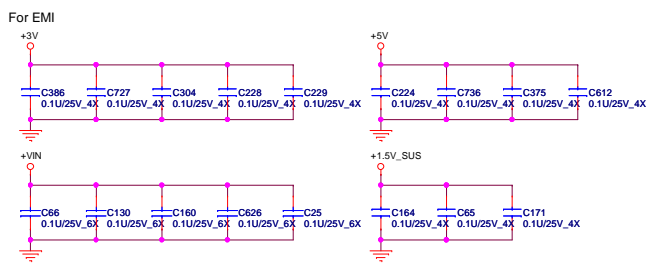 For EMI
+3V
+5V
C386 C727 C304 C228 C229 C224 C736 C375 C612
0.1U/25V_4X 0.1U/25V_4X 0.1U/25V_4X 0.1U/25V_4X 0.1U/25V_4X 0.1U/25V_4X 0.1U/25V_4X 0.1U/25V_4X 0.1U/25V_4X
+VIN
+1.5V_SUS
C66 C130 C160 C626 C25 C164 C65 C171
0.1U/25V_6X 0.1U/25V_6X 0.1U/25V_6X 0.1U/25V_6X 0.1U/25V_6X 0.1U/25V_4X 0.1U/25V_4X 0.1U/25V_4X